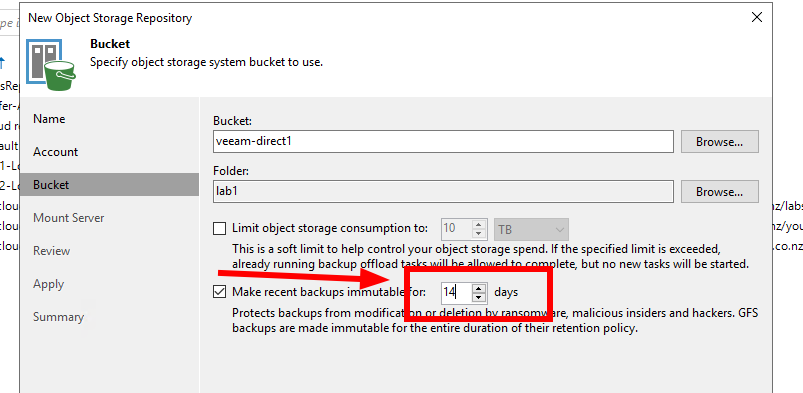 New Object Storage Repository
Bucket
Specify object storage system bucket to use.
Name
Account
Bucket
Mount Server
Review
Apply
Summary
Bucket:
veeam-direct1
Browse...
Folder:
lab1
Browse...
Limit object storage consumption to:
10
TB
This is a soft limit to help control your object storage spend. If the specified limit is exceeded,
already running backup offload tasks will be allowed to complete, but no new tasks will be started.
Make recent backups immutable for:
14
days
Protects backups from modification or deletion by ransomware, malicious insiders and hackers. GFS
backups are made immutable for the entire duration of their retention policy.